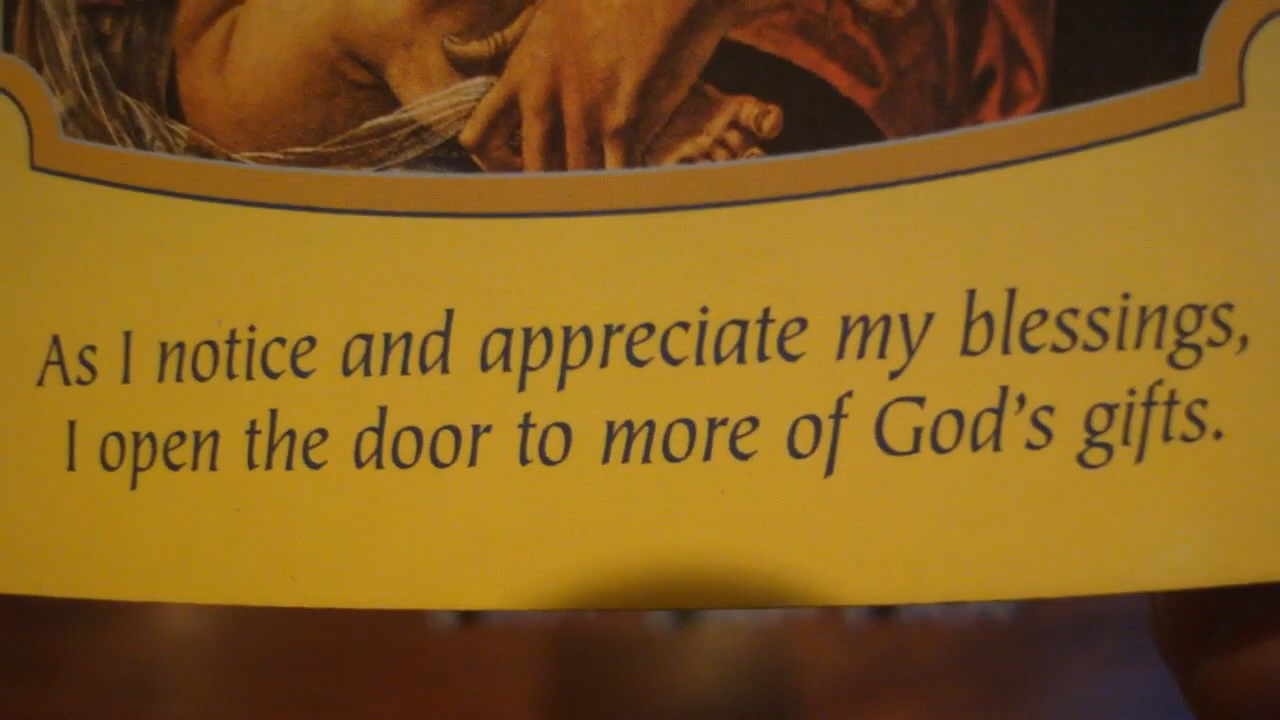 As I notice and appreciate my blessings,
I open the door to more of God's gifts.